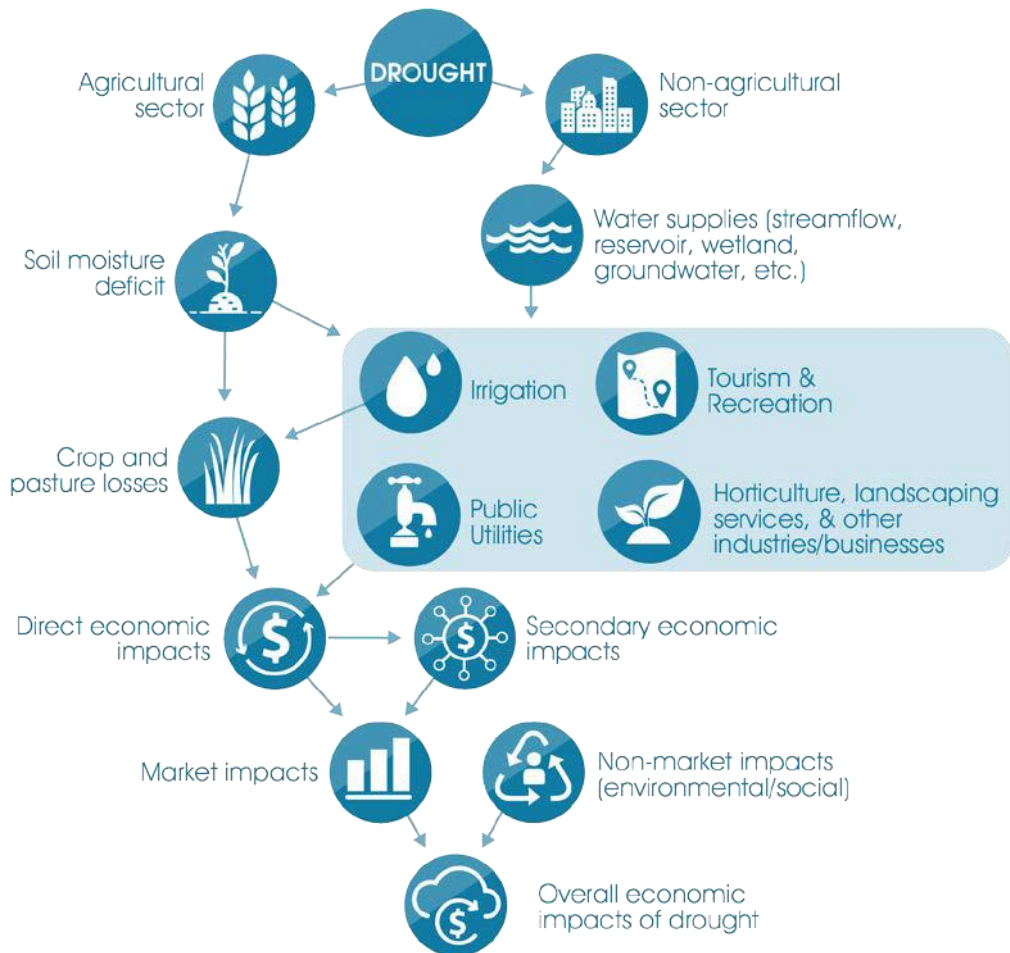 DROUGHT
Agricultural
sector
Non-agricultural
sector
Soil moisture
deficit
Water supplies (streamflow,
reservoir, wetland,
groundwater, etc.)
Irrigation
Tourism &
Recreation
Crop and
pasture losses
Public
Utilities
Horticulture, landscaping
services, & other
industries/businesses
Direct economic
impacts
$
Secondary economic
impacts
$
Market impacts
Non-market impacts
(environmental/social)
Overall economic
impacts of drought
$